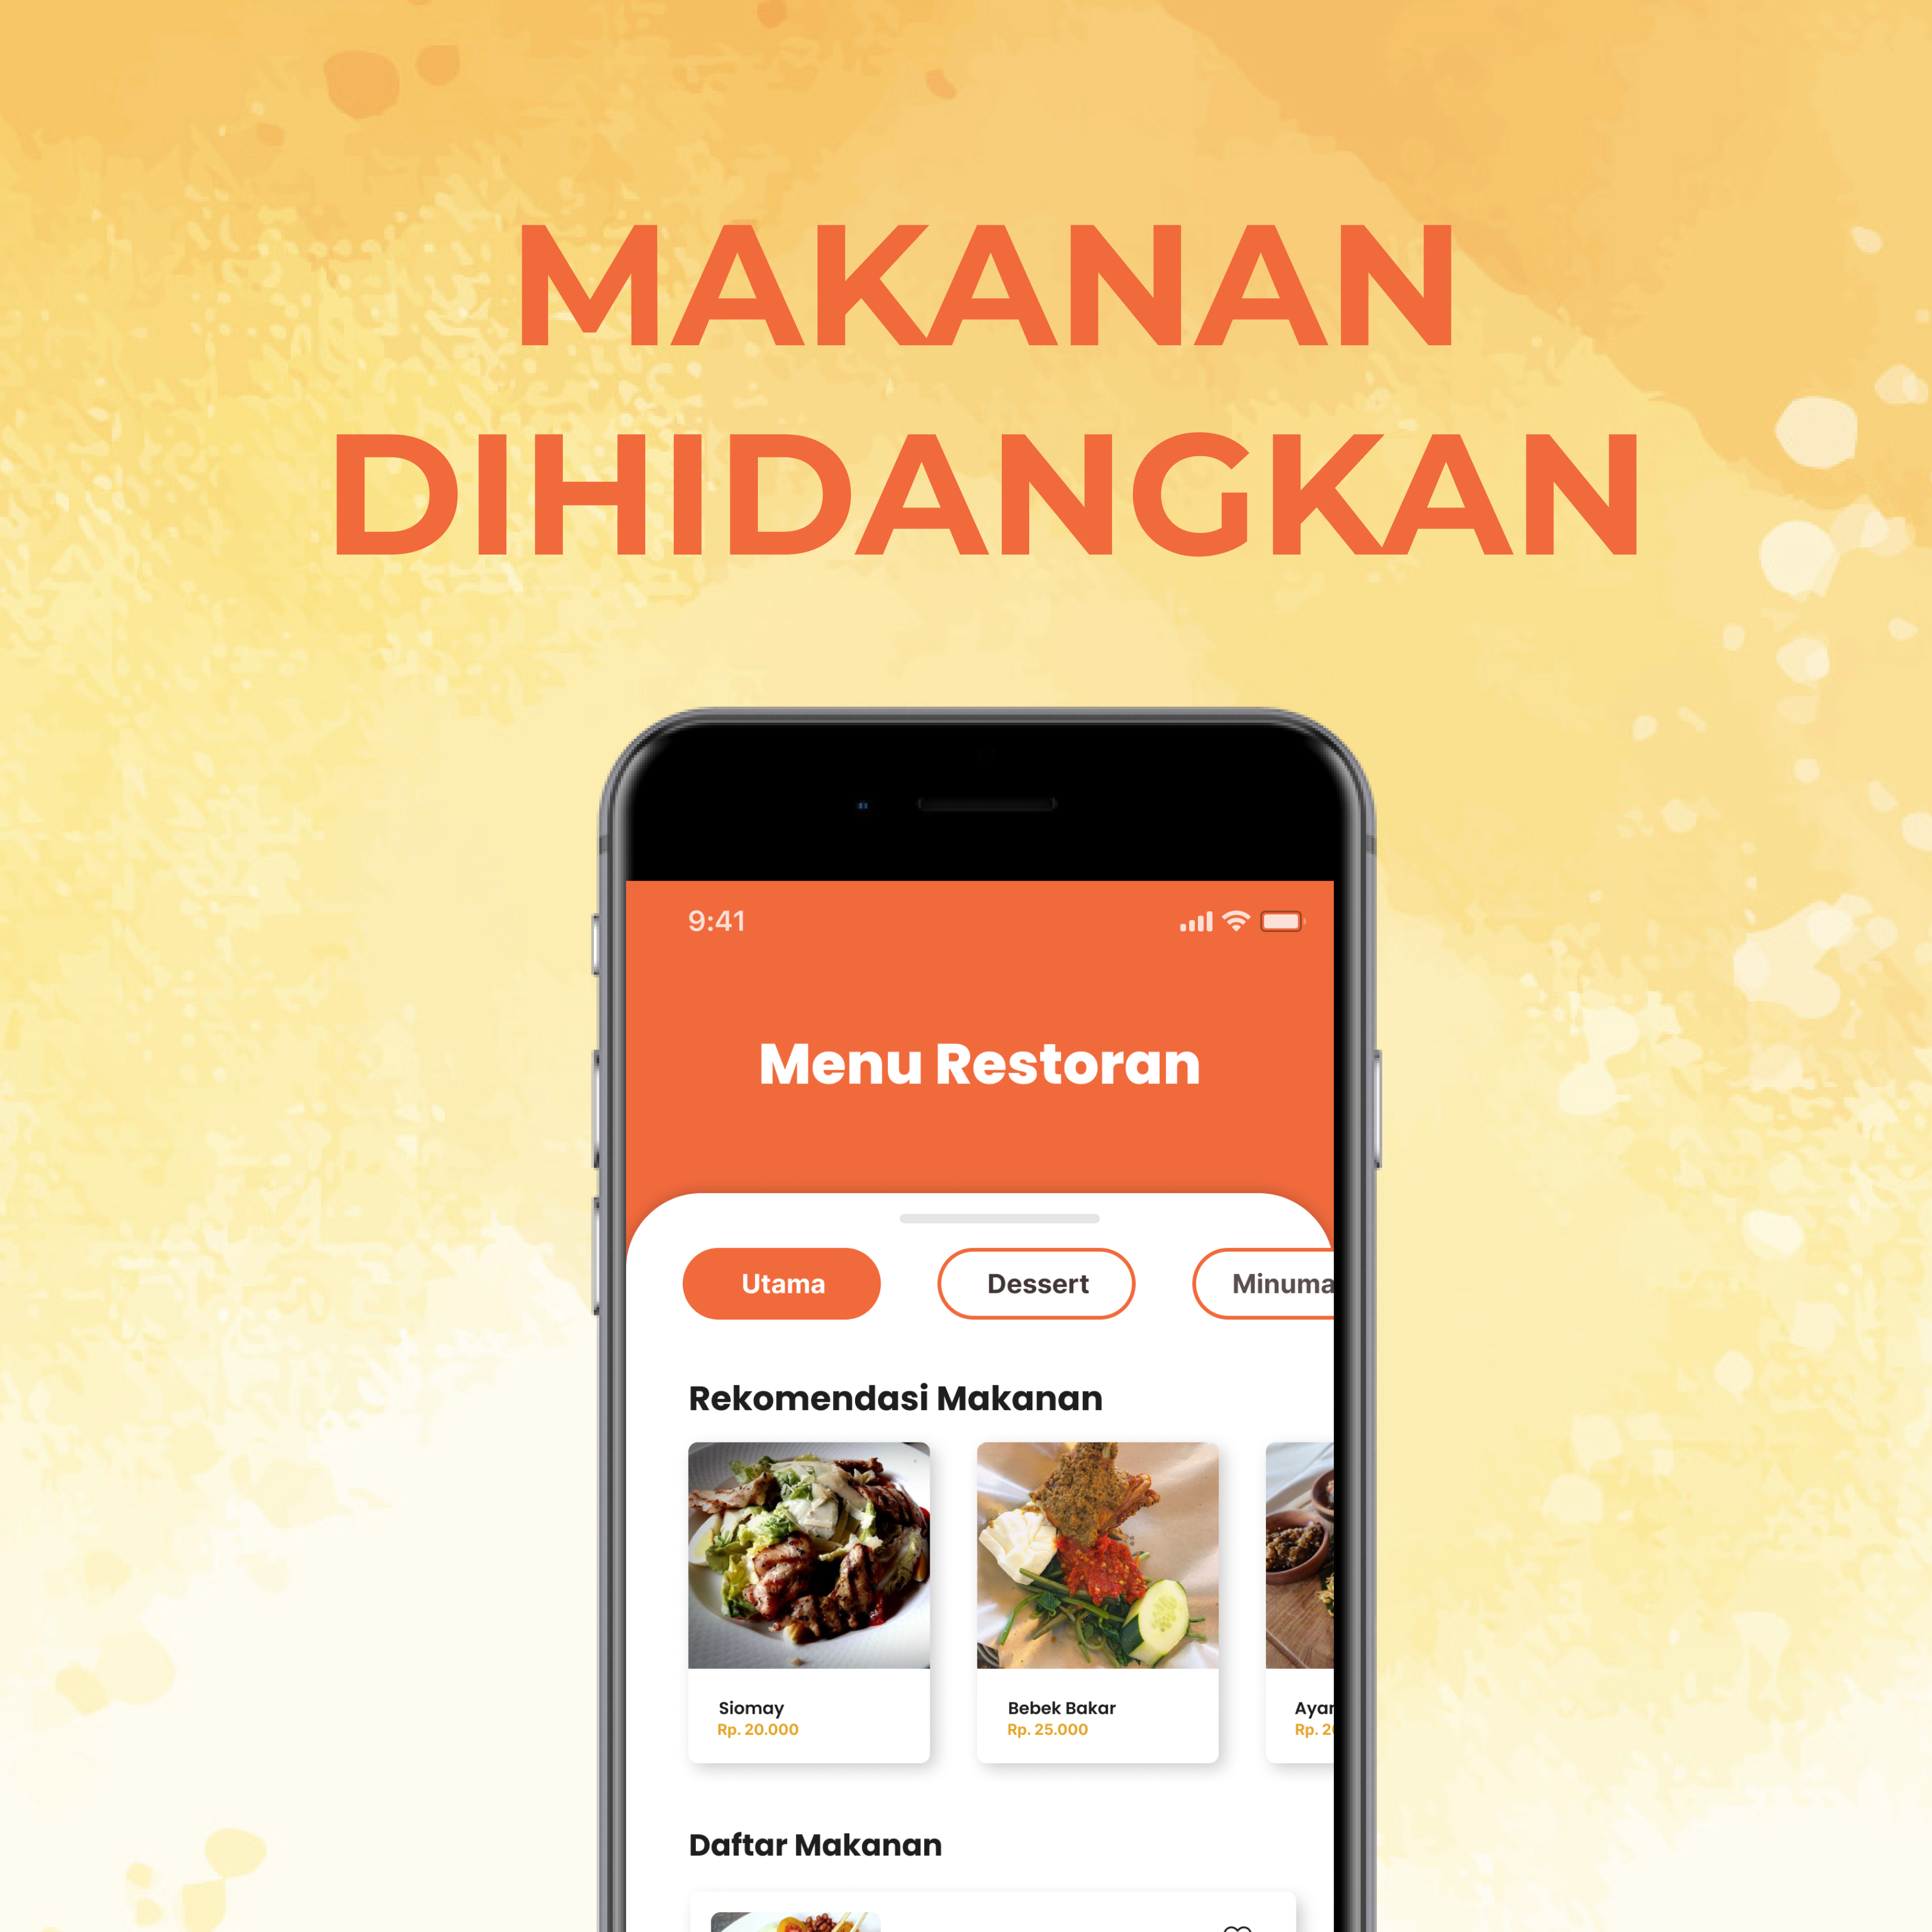 MAKANAN
DIHIDANGKAN
9:41
Menu Restoran
Utama Dessert Minuma
Rekomendasi Makanan
Siomay Bebek Bakar
Rp. 20.000 Rp. 25.000 Rp. 2
Daftar Makanan